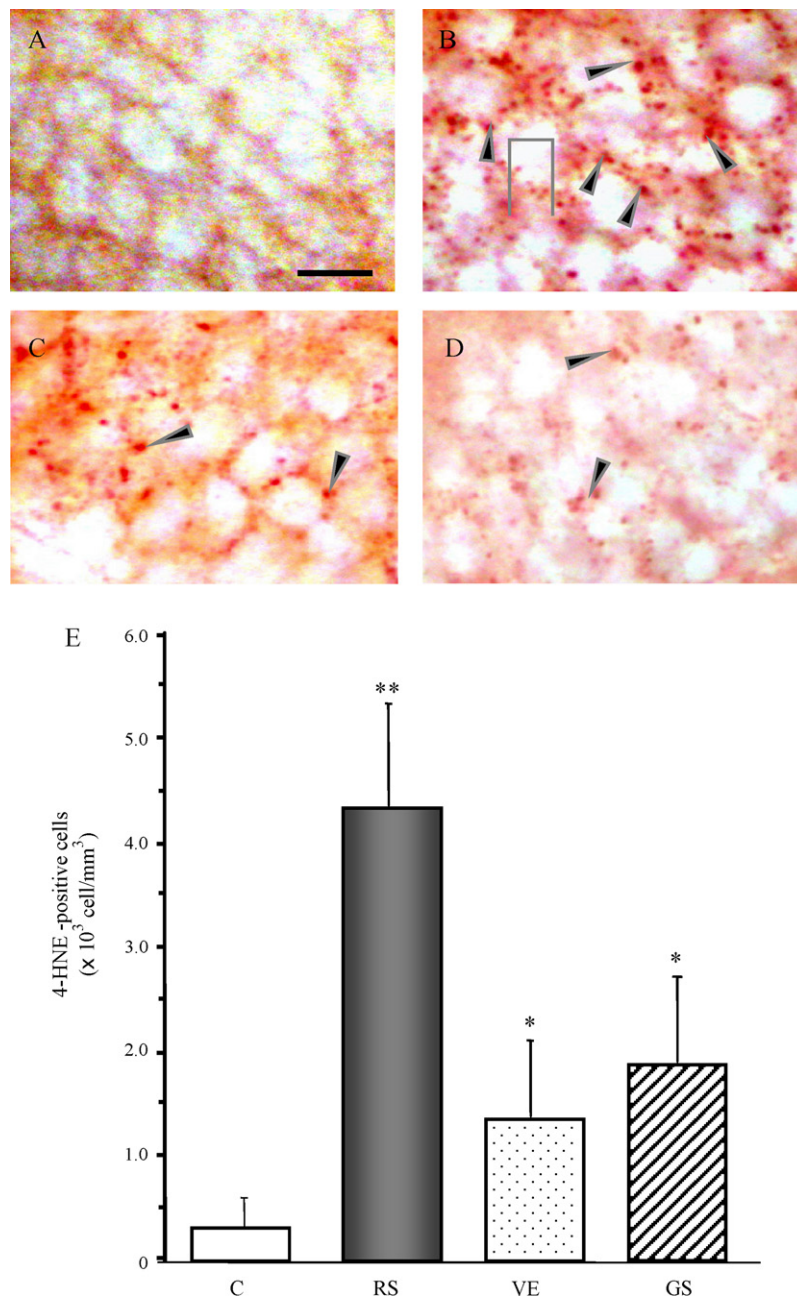 A
B
C
D
E
6.0
5.0
4.0
3.0
2.0
1.0
0
4-HNE -positive cells
(x 10³ cell/mm³)
**
*
*
C RS VE GS